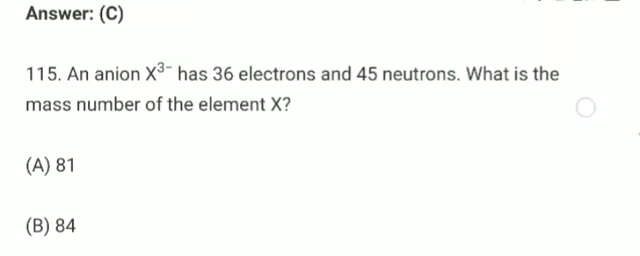 Answer: (C)
115. An anion X³⁻ has 36 electrons and 45 neutrons. What is the
mass number of the element X?
(A) 81
(B) 84